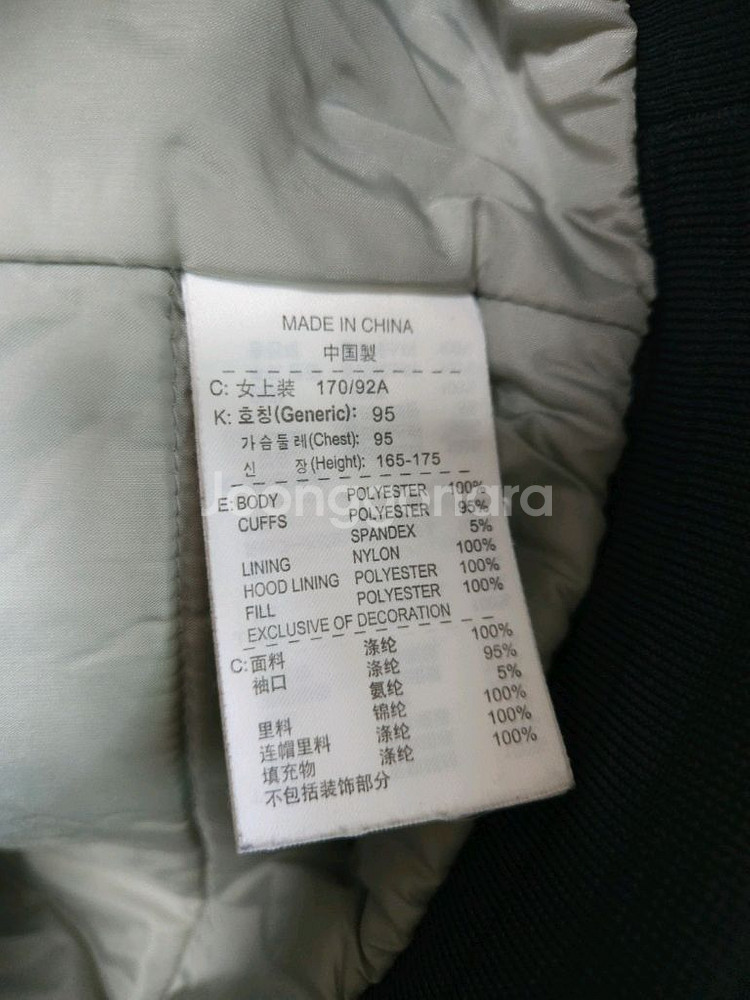 MADE IN CHINA
中国製
C: 女上装 170/92A
K: 호칭(Generic): 95
가슴둘레(Chest): 95
신 장(Height): 165-175
Joonggonara
E: BODY POLYESTER 100%
CUFFS POLYESTER 95%
SPANDEX 5%
LINING NYLON 100%
HOOD LINING POLYESTER 100%
FILL POLYESTER 100%
EXCLUSIVE OF DECORATION
C: 面料 涤纶 100%
袖口 涤纶 95%
氨纶 5%
里料 锦纶 100%
连帽里料 涤纶 100%
填充物 涤纶 100%
不包括装饰部分